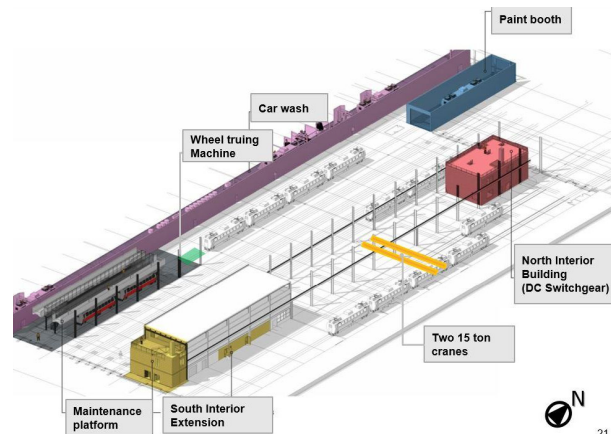 Paint booth
Car wash
Wheel truing
Machine
North Interior
Building
(DC Switchgear)
Two 15 ton
cranes
Maintenance
platform
South Interior
Extension
N
21